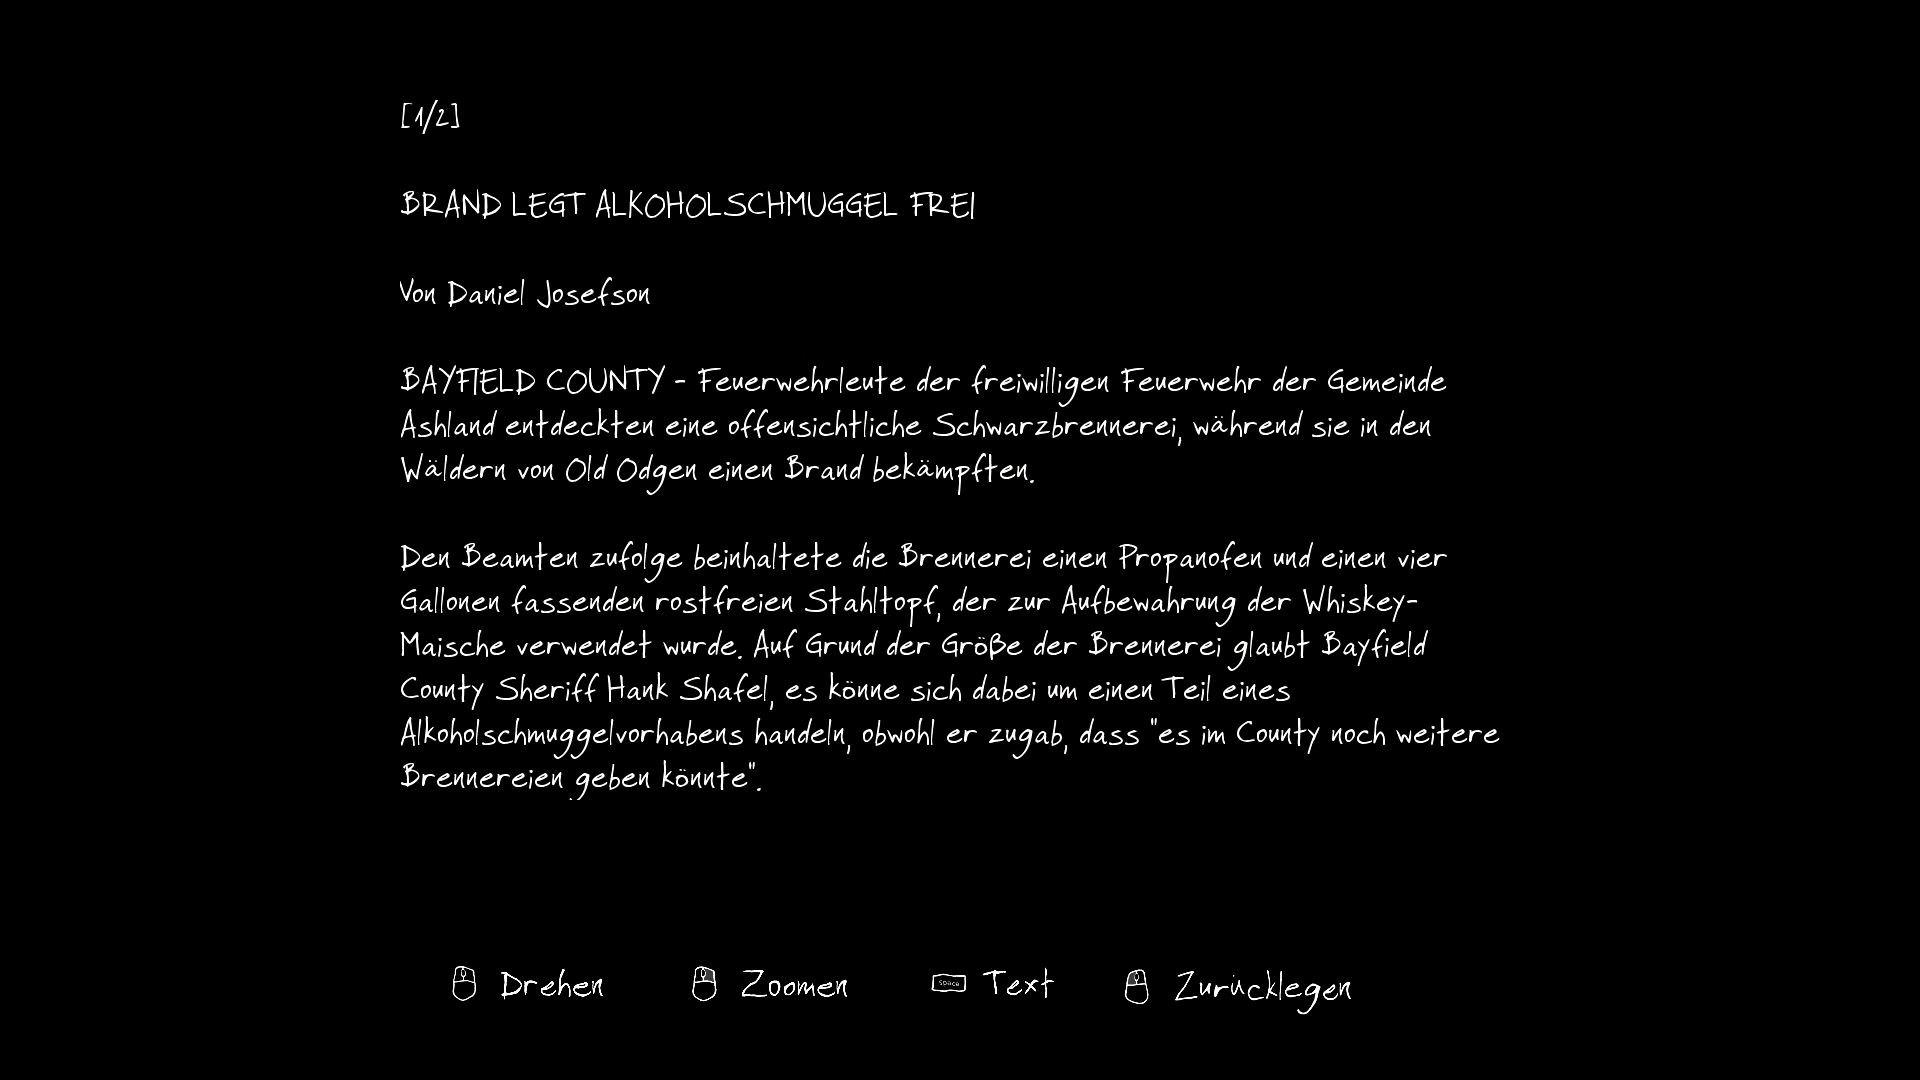 [1/2]
BRAND LEGT ALKOHOLSCHMUGGEL FREI
Von Daniel Josefson
BAYFIELD COUNTY - Feuerwehrleute der freiwilligen Feuerwehr der Gemeinde
Ashland entdeckten eine offensichtliche Schwarzbrennerei, während sie in den
Wäldern von Old Odgen einen Brand bekämpften.
Den Beamten zufolge beinhaltete die Brennerei einen Propanofen und einen vier
Gallonen fassenden rostfreien Stahltopf, der zur Aufbewahrung der Whiskey-
Maische verwendet wurde. Auf Grund der Größe der Brennerei glaubt Bayfield
County Sheriff Hank Shafel, es könne sich dabei um einen Teil eines
Alkoholschmuggelvorhabens handeln, obwohl er zugab, dass "es im County noch weitere
Brennereien geben könnte".
Drehen Zoomen space Text Zurücklegen